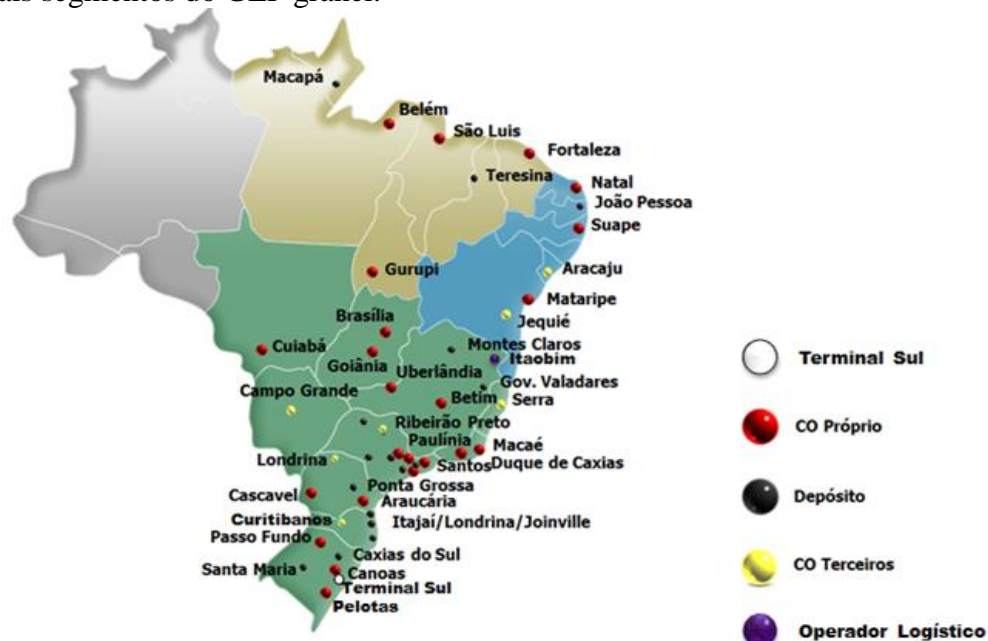 ais segmentos do GLP granel.
Macapá
Belém
São Luis
Fortaleza
Teresina
Natal
João Pessoa
Suape
Gurupi
Aracaju
Mataripe
Jequié
Brasília
Cuiabá
Goiânia
Montes Claros
Itaobim
Uberlândia
Gov. Valadares
Campo Grande
Betim
Serra
Ribeirão Preto
Paulínia
Macaé
Londrina
Santos
Duque de Caxias
Cascavel
Ponta Grossa
Araucária
Curitibanos
Itajaí/Londrina/Joinville
Passo Fundo
Caxias do Sul
Santa Maria
Canoas
Terminal Sul
Pelotas
Terminal Sul
CO Próprio
Depósito
CO Terceiros
Operador Logístico